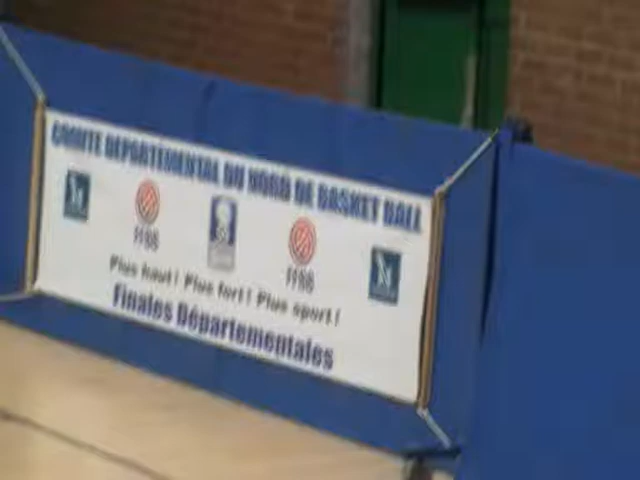 COMITE DEPARTEMENTAL DU NORD DE BASKET BALL
N FFBB FFBB N
Plus haut! Plus fort! Plus sport!
Finales Départementales